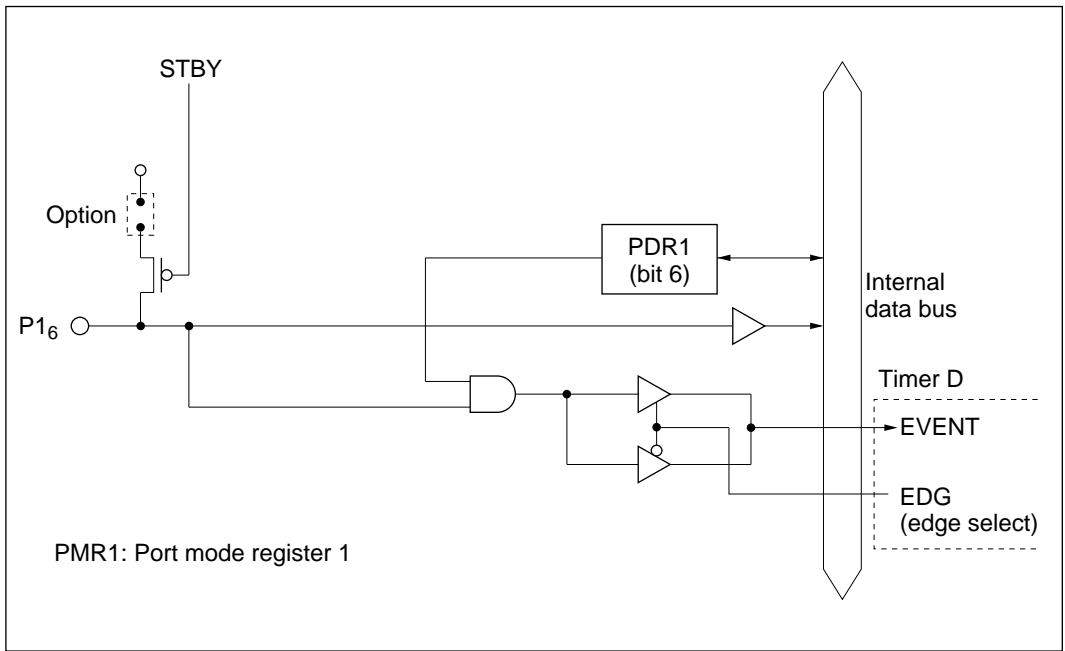 STBY
Option
PDR1
(bit 6)
Internal
data bus
P1₆
Timer D
EVENT
EDG
(edge select)
PMR1: Port mode register 1